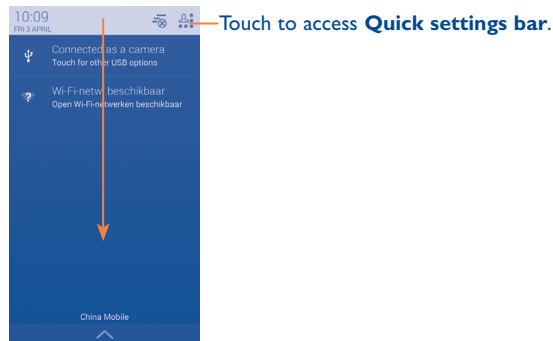 10:09
FRI 3 APRIL
Touch to access Quick settings bar.
Connected as a camera
Touch for other USB options
Wi-Fi-netw. beschikbaar
Open Wi-Fi-netwerken beschikbaar
China Mobile